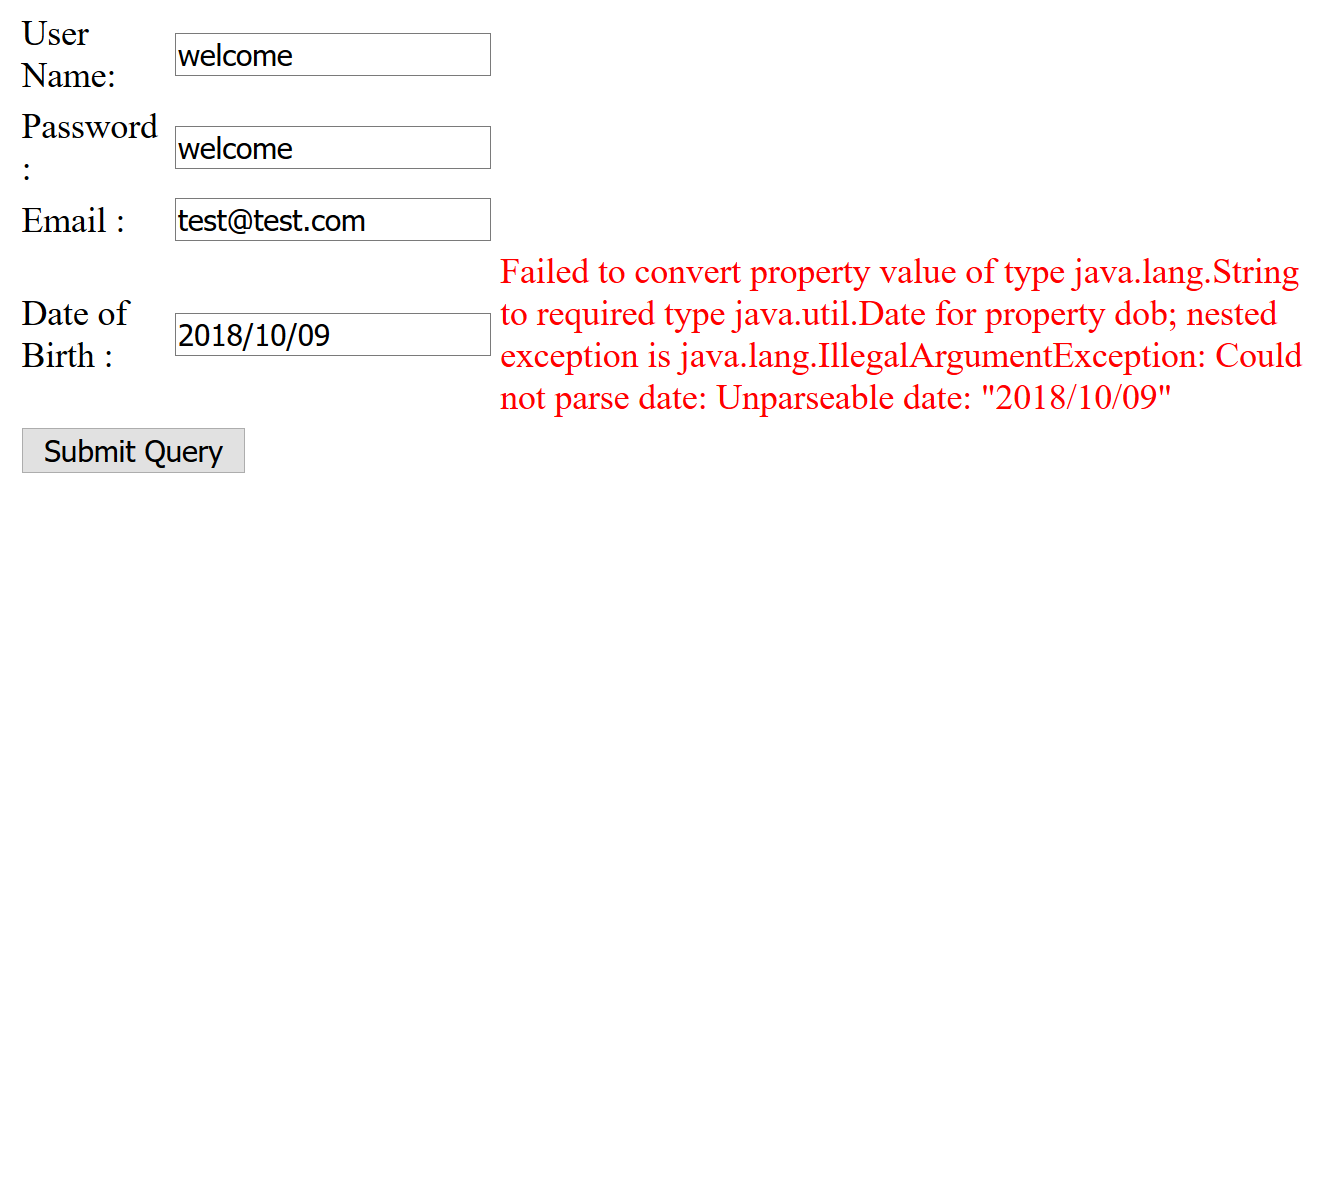 User
Name:
welcome
Password
:
welcome
Email :
test@test.com
Date of
Birth :
2018/10/09
Failed to convert property value of type java.lang.String
to required type java.util.Date for property dob; nested
exception is java.lang.IllegalArgumentException: Could
not parse date: Unparseable date: "2018/10/09"
Submit Query